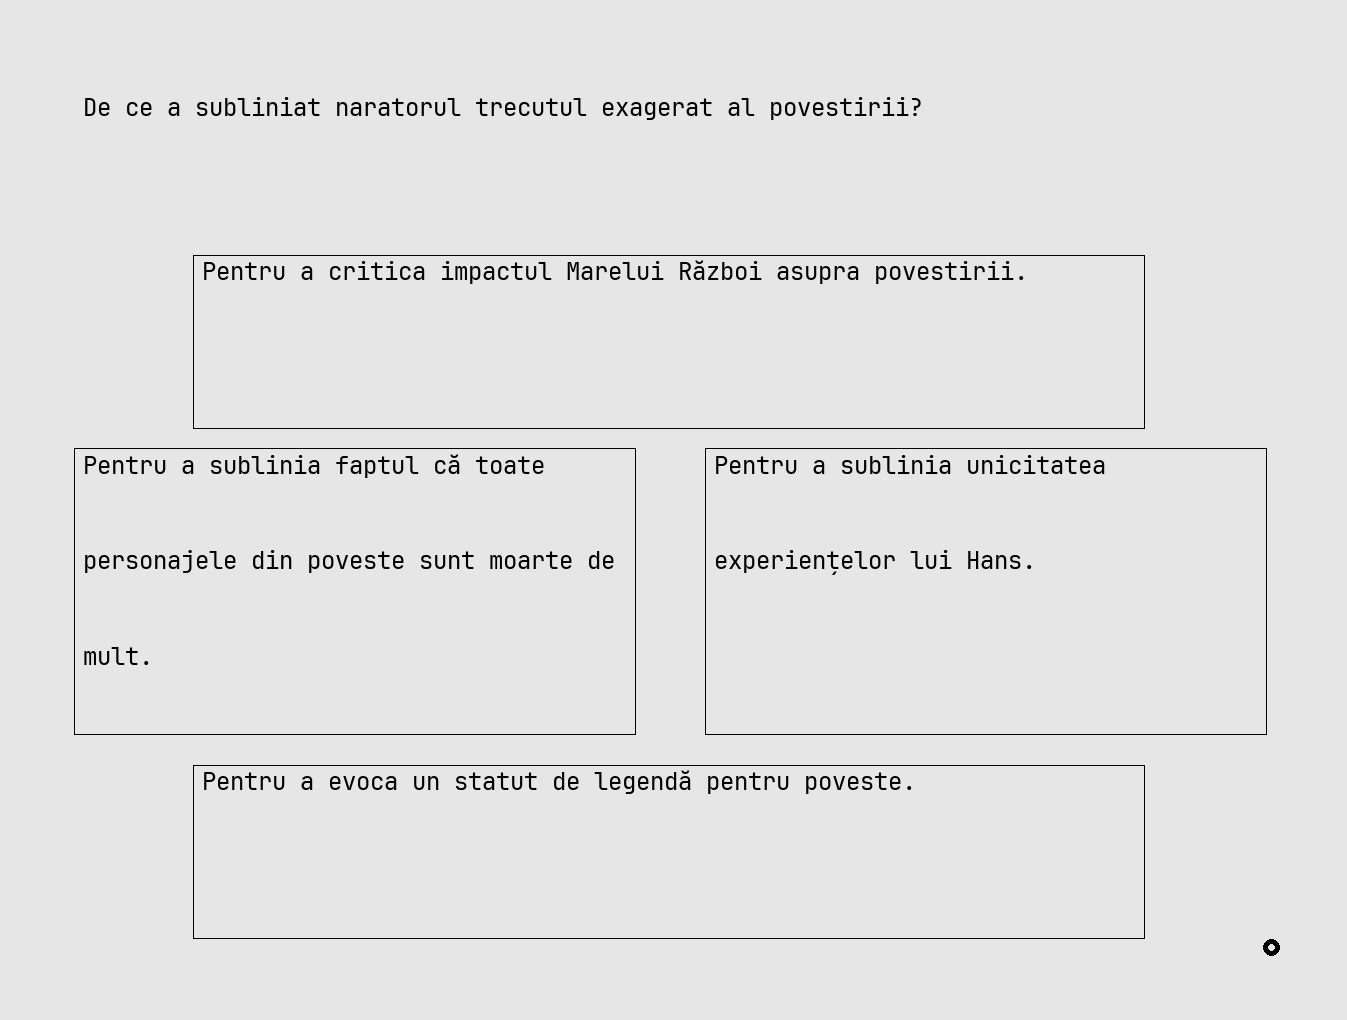 De ce a subliniat naratorul trecutul exagerat al povestirii?
Pentru a critica impactul Marelui Război asupra povestirii.
Pentru a sublinia faptul că toate
personajele din poveste sunt moarte de
mult.
Pentru a sublinia unicitatea
experiențelor lui Hans.
Pentru a evoca un statut de legendă pentru poveste.